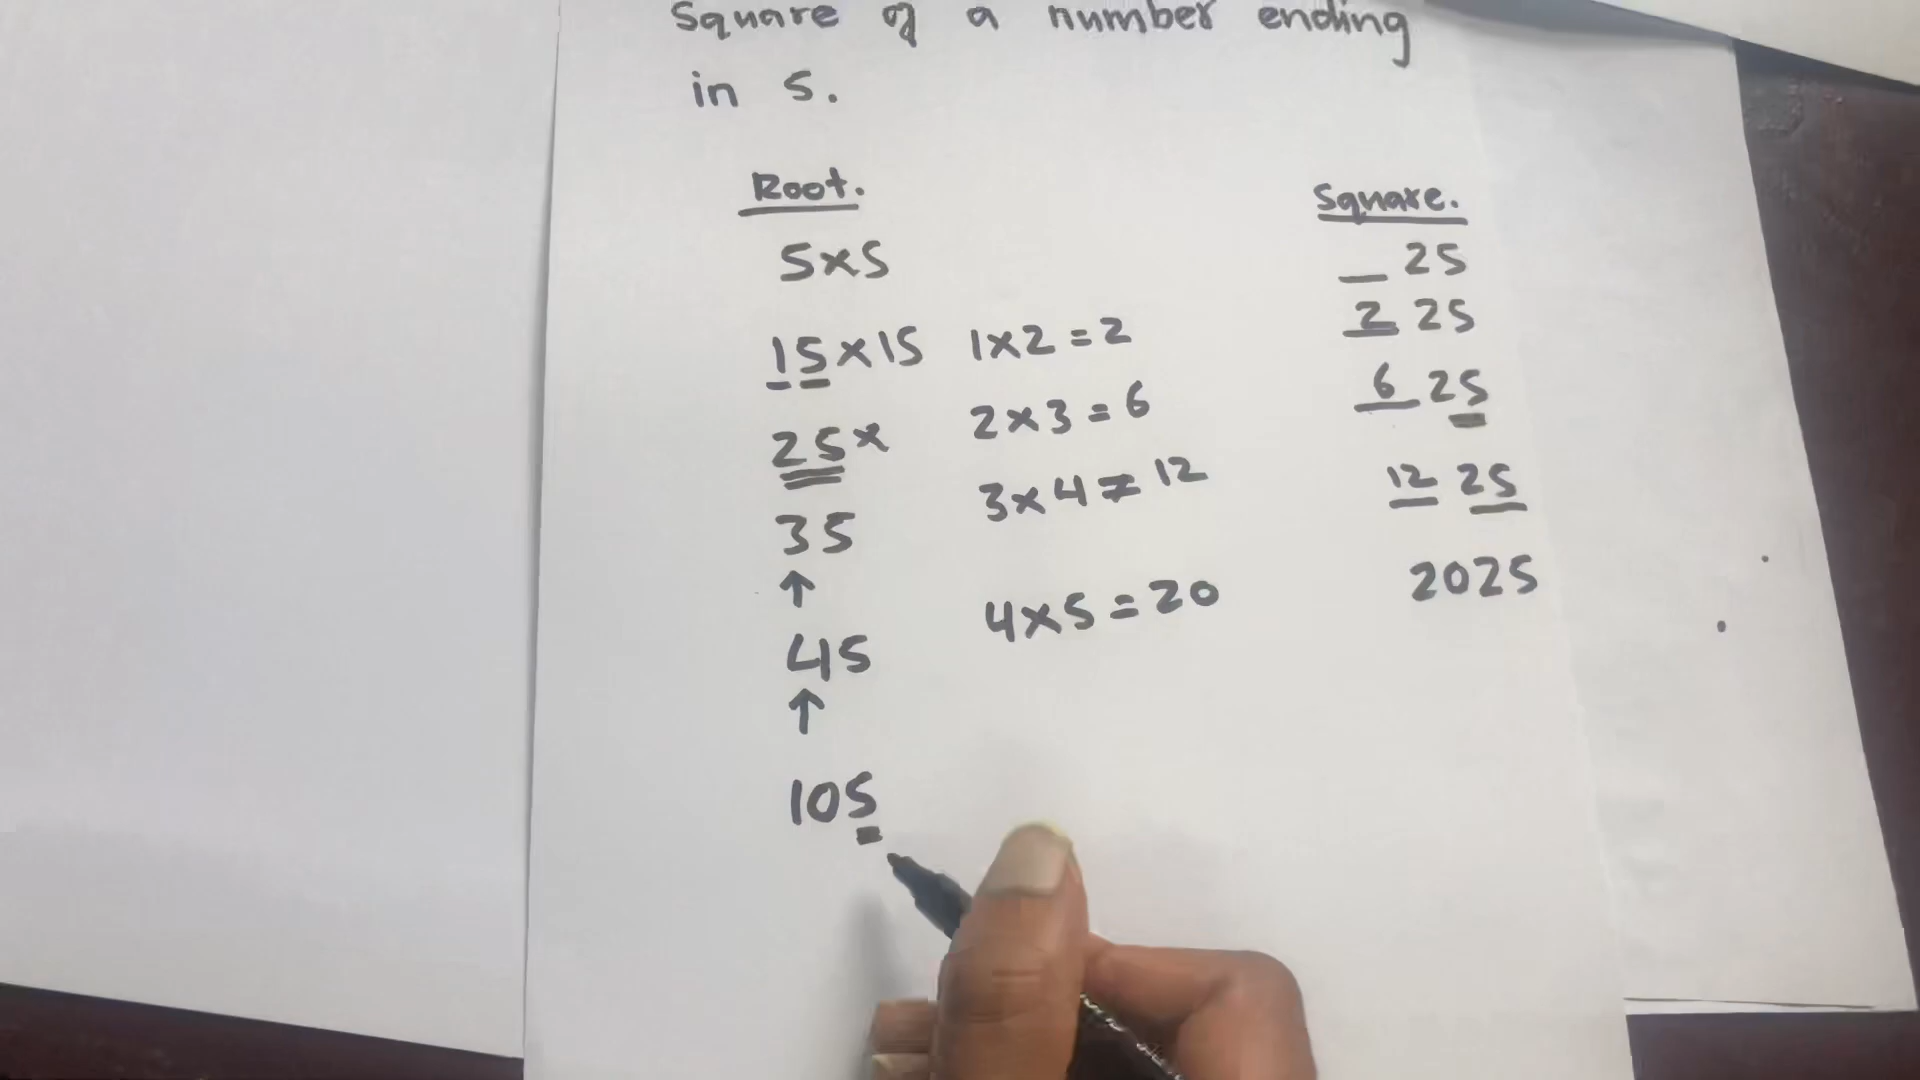 Square of a number ending
in 5.
Root. Square.
5×5 _ 25
15×15 1×2=2 2 25
25× 2×3=6 6 25
35 3×4=12 12 25
↑
45 4×5=20 2025
↑
105